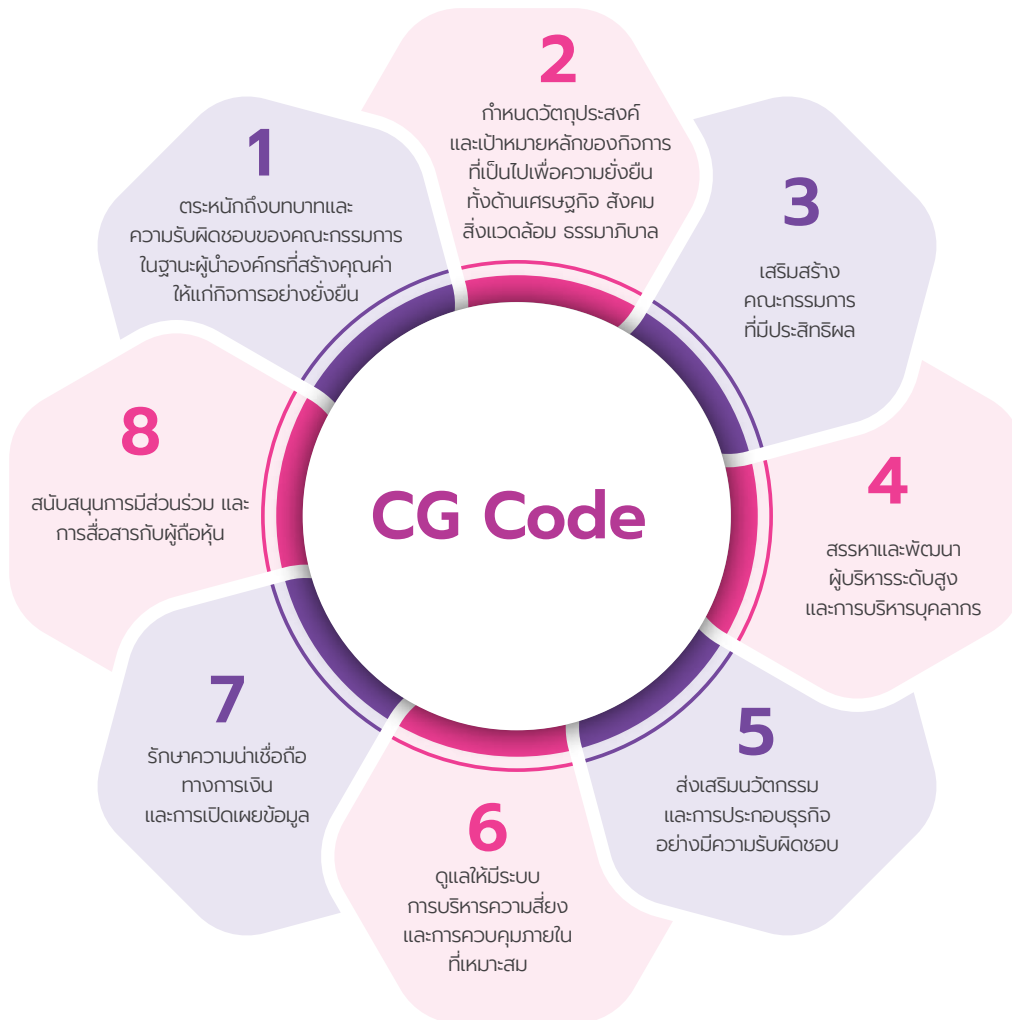 CG Code
1
ตระหนักถึงบทบาทและ
ความรับผิดชอบของคณะกรรมการ
ในฐานะผู้นำองค์กรที่สร้างคุณค่า
ให้แก่กิจการอย่างยั่งยืน
2
กำหนดวัตถุประสงค์
และเป้าหมายหลักของกิจการ
ที่เป็นไปเพื่อความยั่งยืน
ทั้งด้านเศรษฐกิจ สังคม
สิ่งแวดล้อม ธรรมาภิบาล
3
เสริมสร้าง
คณะกรรมการ
ที่มีประสิทธิผล
4
สรรหาและพัฒนา
ผู้บริหารระดับสูง
และการบริหารบุคลากร
5
ส่งเสริมนวัตกรรม
และการประกอบธุรกิจ
อย่างมีความรับผิดชอบ
6
ดูแลให้มีระบบ
การบริหารความเสี่ยง
และการควบคุมภายใน
ที่เหมาะสม
7
รักษาความน่าเชื่อถือ
ทางการเงิน
และการเปิดเผยข้อมูล
8
สนับสนุนการมีส่วนร่วม และ
การสื่อสารกับผู้ถือหุ้น